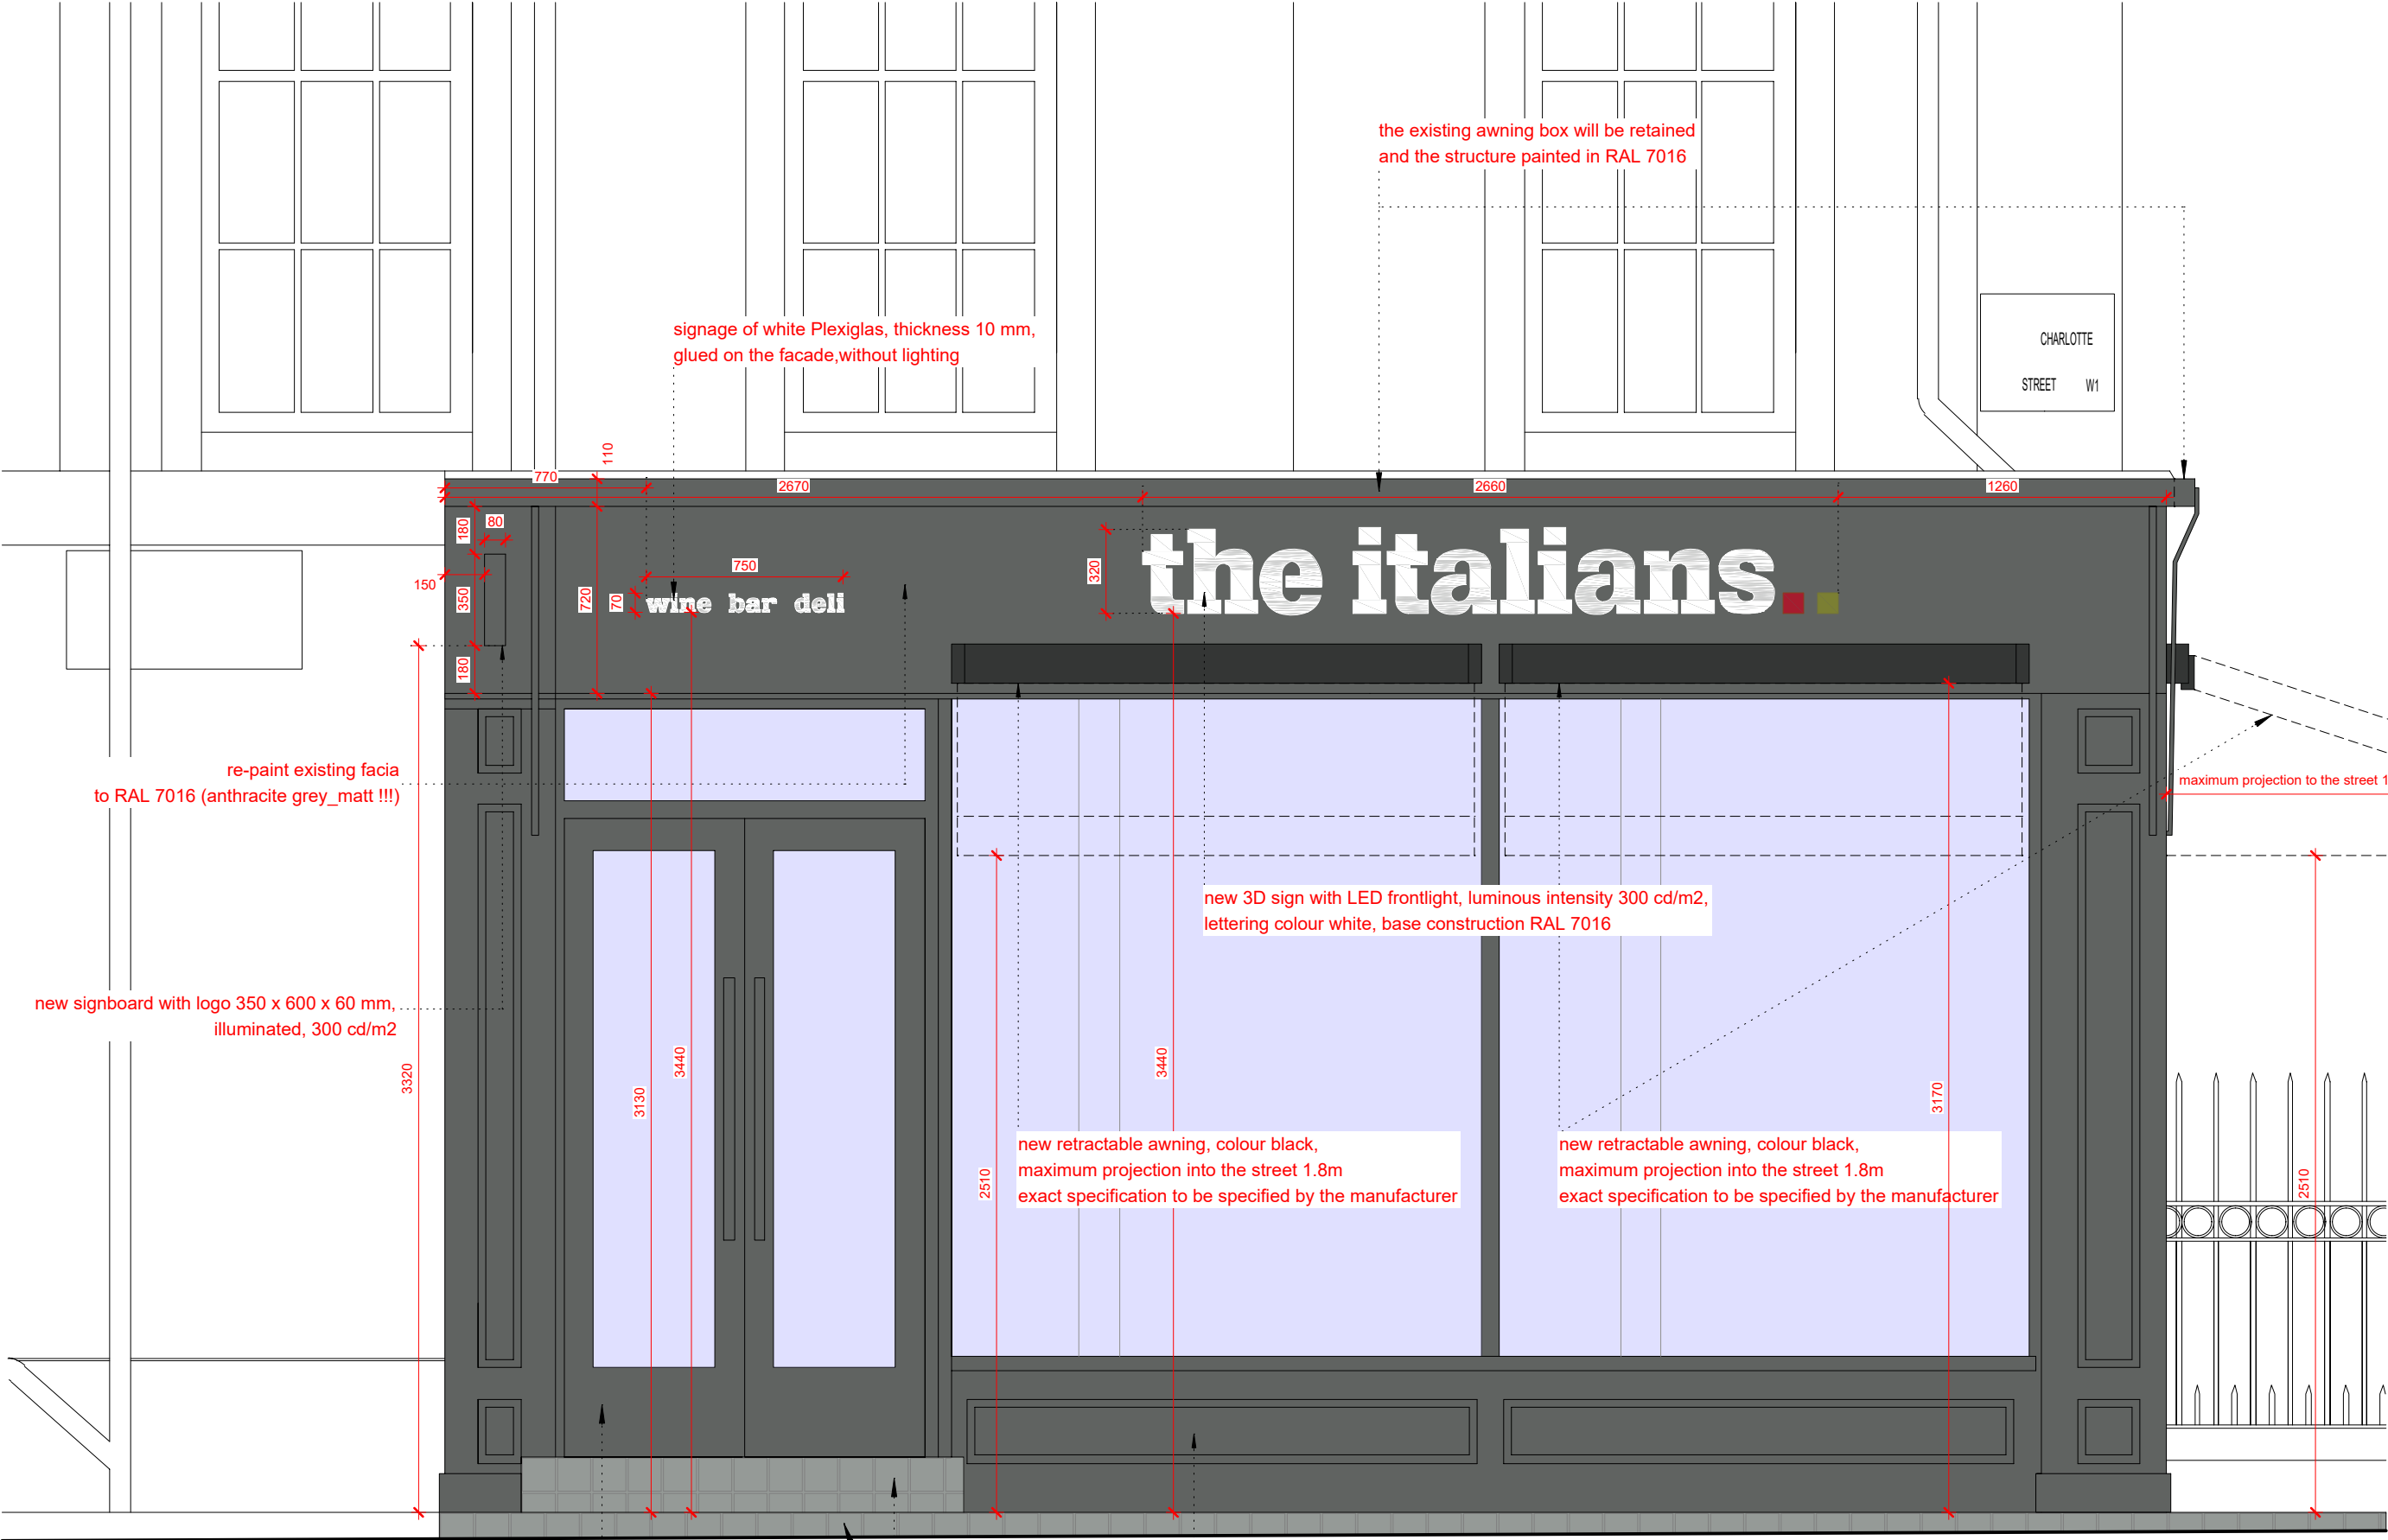 the existing awning box will be retained
and the structure painted in RAL 7016
CHARLOTTE
STREET W1
signage of white Plexiglas, thickness 10 mm,
glued on the facade,without lighting
110
770
2670
2660
1260
180
80
150
350
180
720
70
750
wine bar deli
320
the italians..
re-paint existing facia
to RAL 7016 (anthracite grey_matt !!!)
maximum projection to the street 1
new 3D sign with LED frontlight, luminous intensity 300 cd/m2,
lettering colour white, base construction RAL 7016
new signboard with logo 350 x 600 x 60 mm,
illuminated, 300 cd/m2
3320
3130
3440
3440
3170
2510
2510
new retractable awning, colour black,
maximum projection into the street 1.8m
exact specification to be specified by the manufacturer
new retractable awning, colour black,
maximum projection into the street 1.8m
exact specification to be specified by the manufacturer